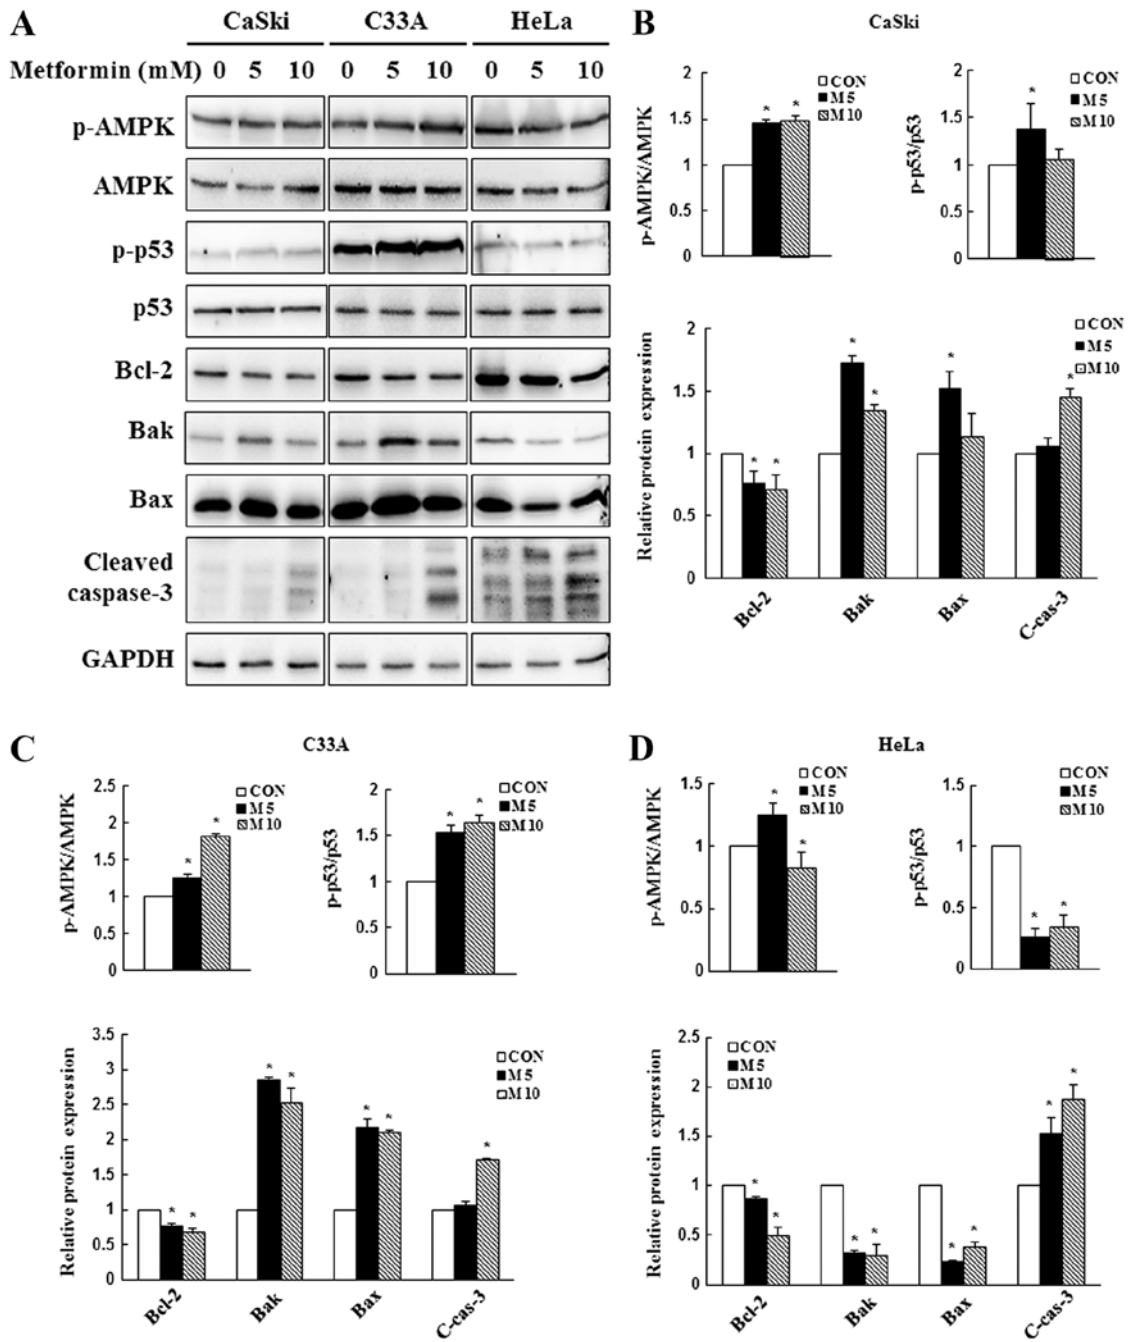 A
CaSki C33A HeLa
Metformin (mM) 0 5 10 0 5 10 0 5 10
p-AMPK
AMPK
p-p53
p53
Bcl-2
Bak
Bax
Cleaved
caspase-3
GAPDH
B
CaSki
p-AMPK/AMPK
2
1.5
1
0.5
0
* *
CON
M5
M10
p-p53/p53
2
1.5
1
0.5
0
*
CON
M5
M10
Relative protein expression
2
1.5
1
0.5
0
* * * * * *
CON
M5
M10
Bcl-2 Bak Bax C-cas-3
C
C33A
p-AMPK/AMPK
2.5
2
1.5
1
0.5
0
* *
CON
M5
M10
p-p53/p53
2
1.5
1
0.5
0
* *
CON
M5
M10
Relative protein expression
3.5
3
2.5
2
1.5
1
0.5
0
* * * * * * *
CON
M5
M10
Bcl-2 Bak Bax C-cas-3
D
HeLa
p-AMPK/AMPK
1.5
1
0.5
0
* *
CON
M5
M10
p-p53/p53
1.5
1
0.5
0
* *
CON
M5
M10
Relative protein expression
2.5
2
1.5
1
0.5
0
* * * * * * * *
CON
M5
M10
Bcl-2 Bak Bax C-cas-3